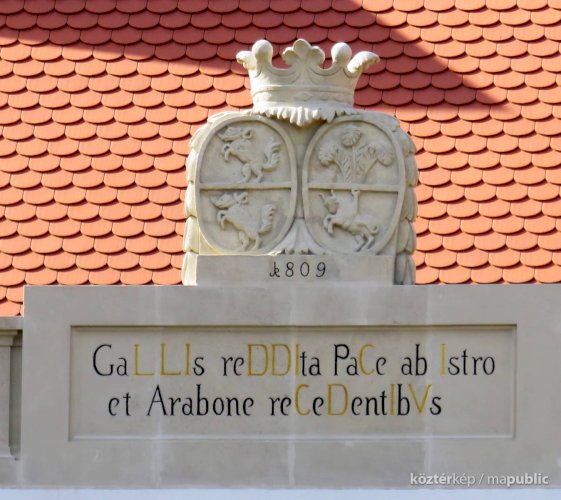 1809
GaLLIs reDDIta PaCe ab Istro
et Arabone reCeDentIbVs
köztérkép / mapublic